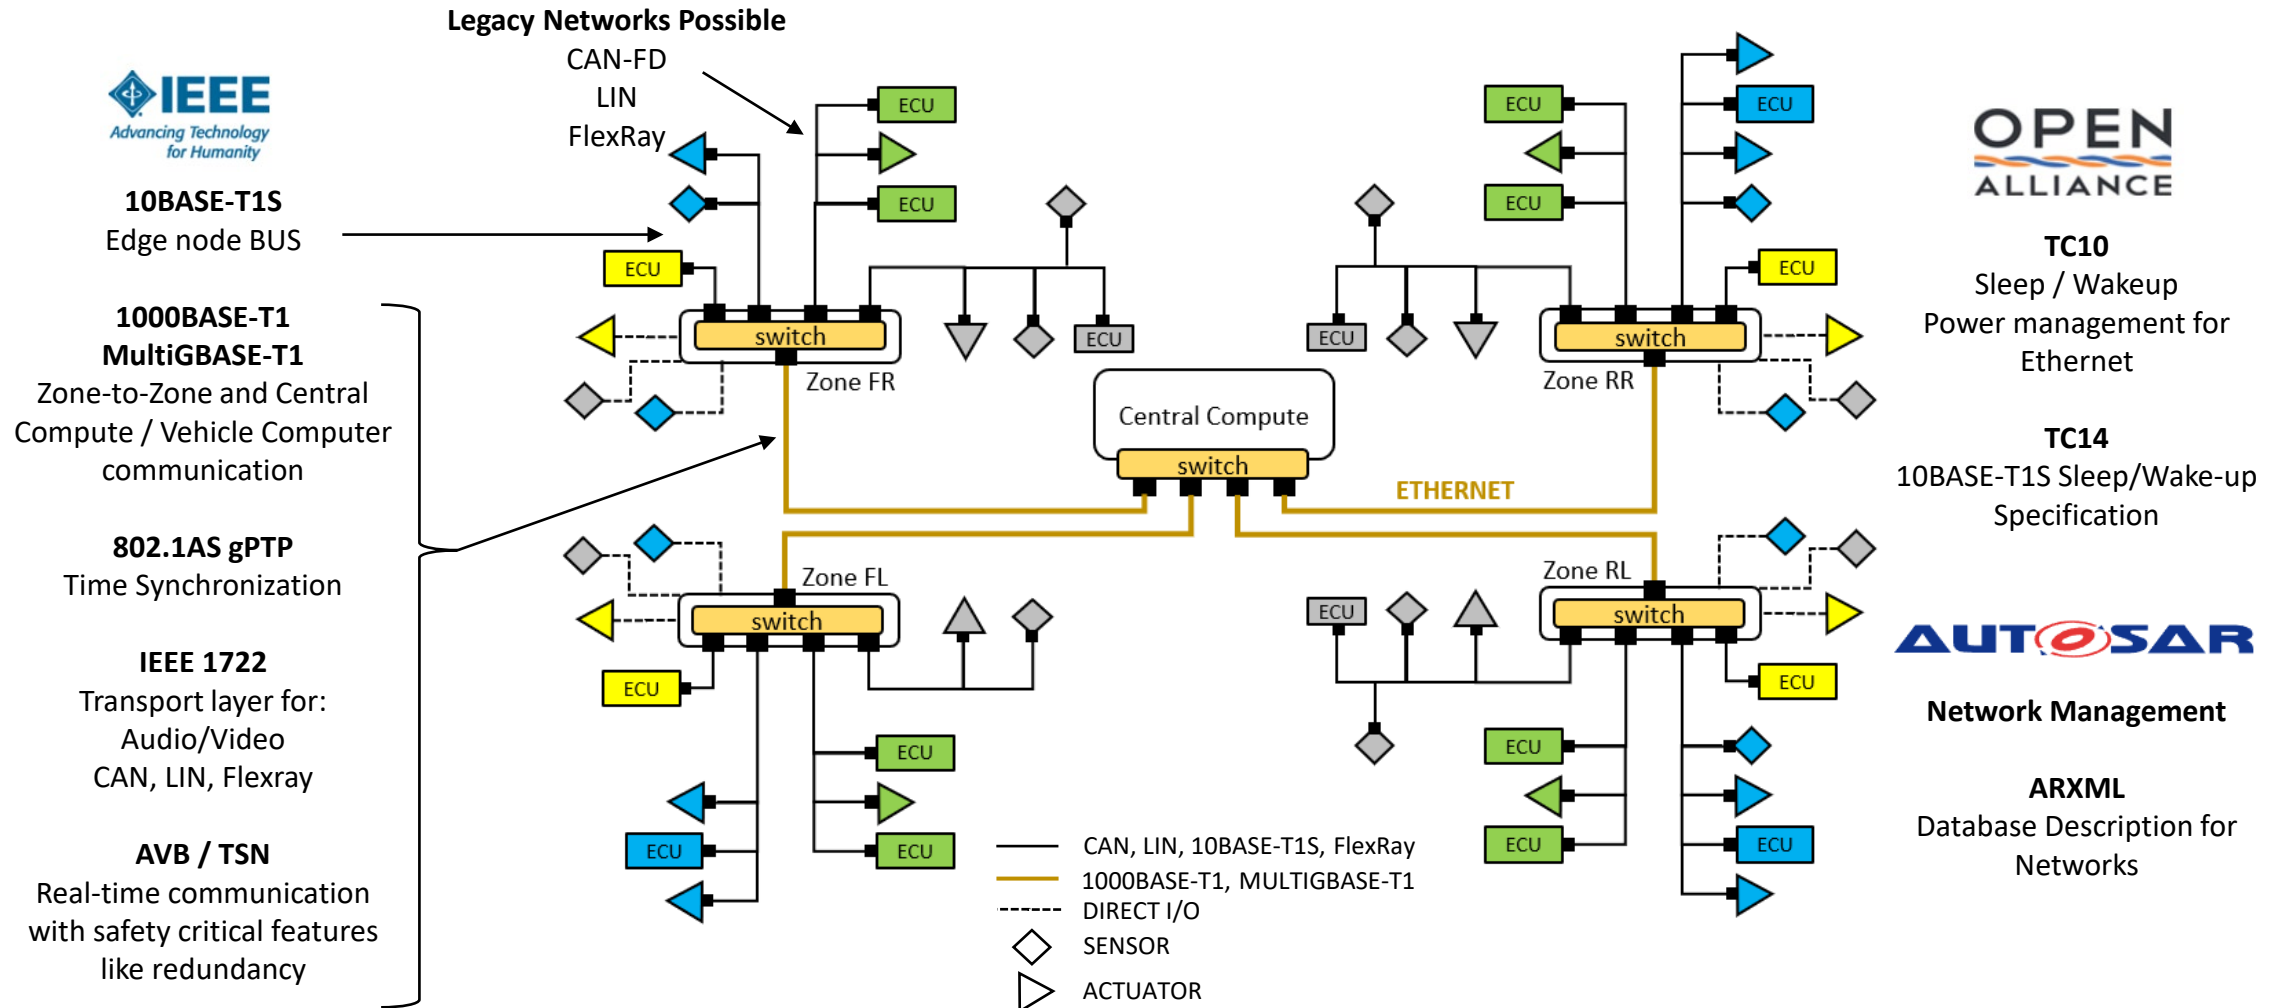 Legacy Networks Possible
CAN-FD
LIN
FlexRay
IEEE
Advancing Technology
for Humanity
10BASE-T1S
Edge node BUS
1000BASE-T1
MultiGBASE-T1
Zone-to-Zone and Central
Compute / Vehicle Computer
communication
802.1AS gPTP
Time Synchronization
IEEE 1722
Transport layer for:
Audio/Video
CAN, LIN, Flexray
AVB / TSN
Real-time communication
with safety critical features
like redundancy
ECU
ECU
ECU
switch
ECU
Zone FR
ECU
ECU
ECU
ECU
ECU
switch
Zone RR
Central Compute
switch
ETHERNET
Zone FL
switch
ECU
ECU
ECU
ECU
Zone RL
ECU
switch
ECU
ECU
ECU
ECU
CAN, LIN, 10BASE-T1S, FlexRay
1000BASE-T1, MULTIGBASE-T1
DIRECT I/O
SENSOR
ACTUATOR
OPEN
ALLIANCE
TC10
Sleep / Wakeup
Power management for
Ethernet
TC14
10BASE-T1S Sleep/Wake-up
Specification
AUTOSAR
Network Management
ARXML
Database Description for
Networks